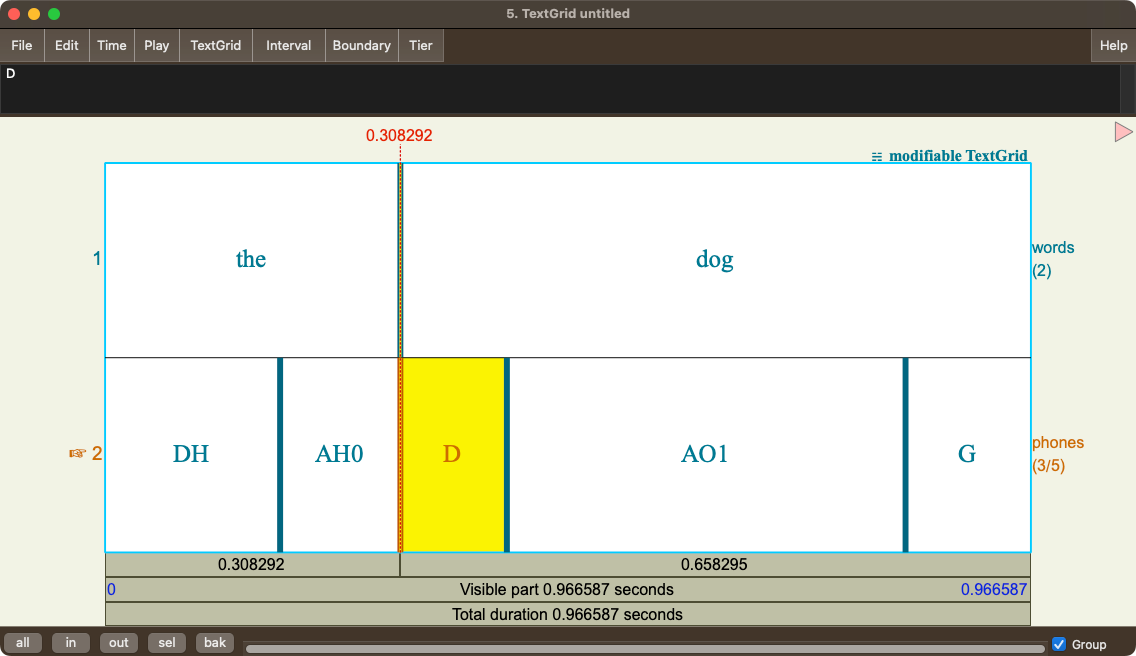 5. TextGrid untitled
File Edit Time Play TextGrid Interval Boundary Tier Help
D
0.308292
☵ modifiable TextGrid
1 the dog words
(2)
☞ 2 DH AH0 D AO1 G phones
(3/5)
0.308292 0.658295
0 Visible part 0.966587 seconds 0.966587
Total duration 0.966587 seconds
all in out sel bak Group